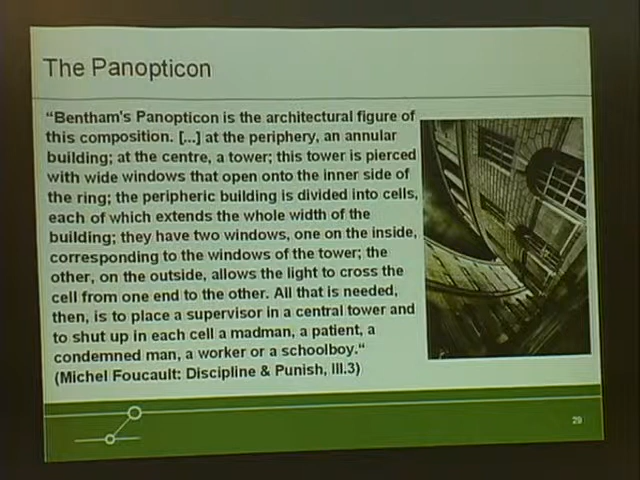 The Panopticon
“Bentham's Panopticon is the architectural figure of
this composition. [...] at the periphery, an annular
building; at the centre, a tower; this tower is pierced
with wide windows that open onto the inner side of
the ring; the peripheric building is divided into cells,
each of which extends the whole width of the
building; they have two windows, one on the inside,
corresponding to the windows of the tower; the
other, on the outside, allows the light to cross the
cell from one end to the other. All that is needed,
then, is to place a supervisor in a central tower and
to shut up in each cell a madman, a patient, a
condemned man, a worker or a schoolboy.“
(Michel Foucault: Discipline & Punish, III.3)
29